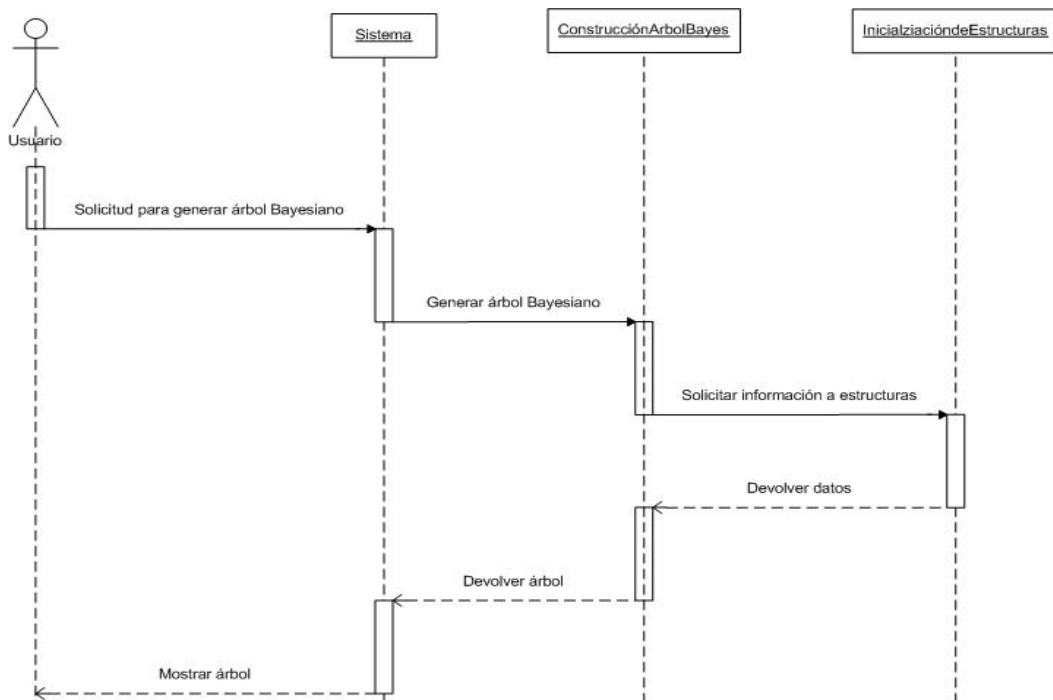 Sistema
ConstrucciónArbolBayes
InicialziacióndeEstructuras
Usuario
Solicitud para generar árbol Bayesiano
Generar árbol Bayesiano
Solicitar información a estructuras
Devolver datos
Devolver árbol
Mostrar árbol